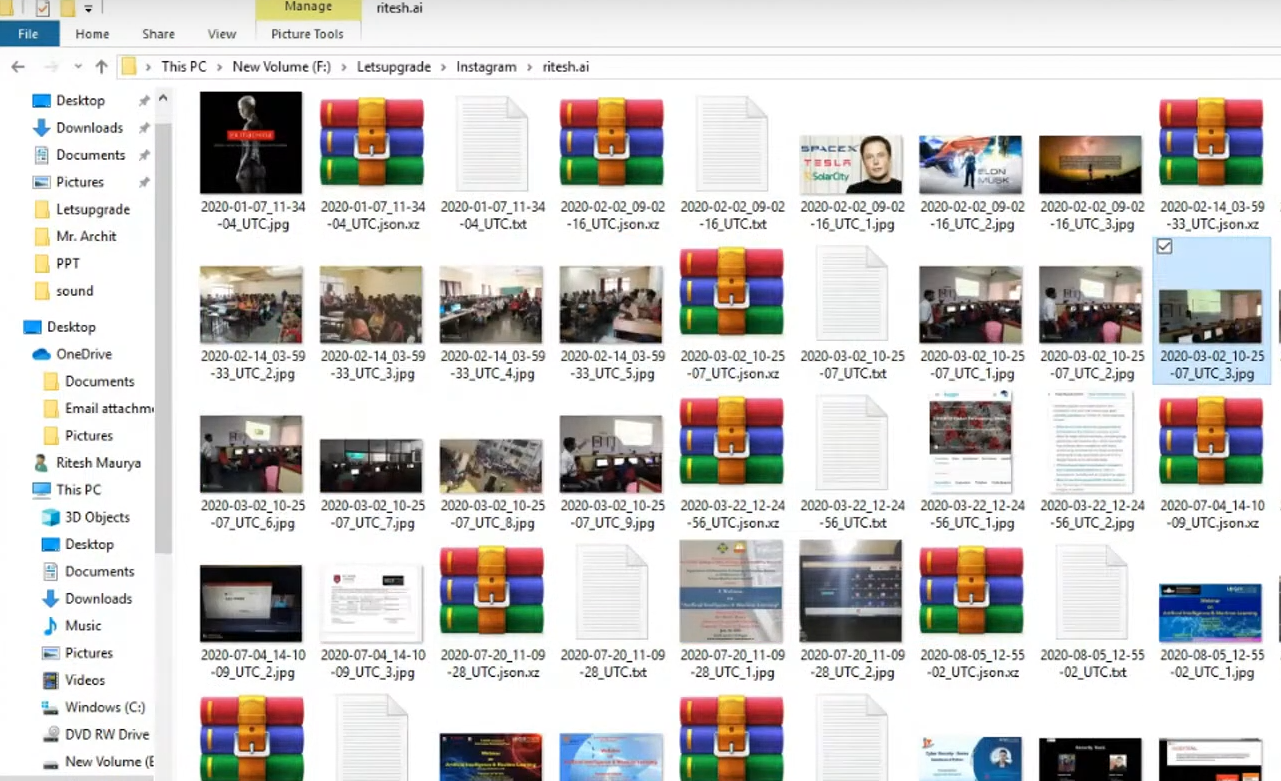 Manage
ritesh.ai
File
Home
Share
View
Picture Tools
This PC
New Volume (F:)
Letsupgrade
Instagram
ritesh.ai
Desktop
Downloads
Documents
Pictures
Letsupgrade
Mr. Archit
PPT
sound
Desktop
OneDrive
Documents
Email attachme
Pictures
Ritesh Maurya
This PC
3D Objects
Desktop
Documents
Downloads
Music
Pictures
Videos
Windows (C:)
DVD RW Drive
New Volume (E
SPACEX
TESLA
SolarCity
ELON
MUSK
2020-01-07_11-34
-04_UTC.jpg
2020-01-07_11-34
-04_UTC.json.xz
2020-01-07_11-34
-04_UTC.txt
2020-02-02_09-02
-16_UTC.json.xz
2020-02-02_09-02
-16_UTC.txt
2020-02-02_09-02
-16_UTC_1.jpg
2020-02-02_09-02
-16_UTC_2.jpg
2020-02-02_09-02
-16_UTC_3.jpg
2020-02-14_03-59
-33_UTC.json.xz
2020-02-14_03-59
-33_UTC_2.jpg
2020-02-14_03-59
-33_UTC_3.jpg
2020-02-14_03-59
-33_UTC_4.jpg
2020-02-14_03-59
-33_UTC_5.jpg
2020-03-02_10-25
-07_UTC.json.xz
2020-03-02_10-25
-07_UTC.txt
2020-03-02_10-25
-07_UTC_1.jpg
2020-03-02_10-25
-07_UTC_2.jpg
2020-03-02_10-25
-07_UTC_3.jpg
2020-03-02_10-25
-07_UTC_6.jpg
2020-03-02_10-25
-07_UTC_7.jpg
2020-03-02_10-25
-07_UTC_8.jpg
2020-03-02_10-25
-07_UTC_9.jpg
2020-03-22_12-24
-56_UTC.json.xz
2020-03-22_12-24
-56_UTC.txt
2020-03-22_12-24
-56_UTC_1.jpg
2020-03-22_12-24
-56_UTC_2.jpg
2020-07-04_14-10
-09_UTC.json.xz
2020-07-04_14-10
-09_UTC_2.jpg
2020-07-04_14-10
-09_UTC_3.jpg
2020-07-20_11-09
-28_UTC.json.xz
2020-07-20_11-09
-28_UTC.txt
2020-07-20_11-09
-28_UTC_1.jpg
2020-07-20_11-09
-28_UTC_2.jpg
2020-08-05_12-55
-02_UTC.json.xz
2020-08-05_12-55
-02_UTC.txt
Webinar
on
Artificial Intelligence & Machine Learning
2020-08-05_12-55
-02_UTC_1.jpg